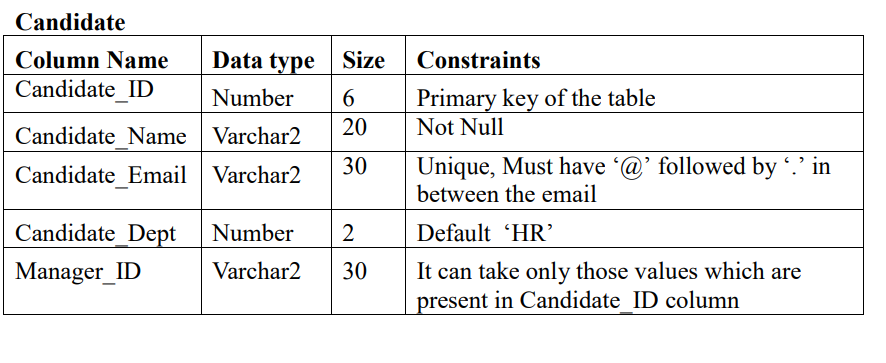 Candidate
Column Name Data type Size Constraints
Candidate_ID Number 6 Primary key of the table
Candidate_Name Varchar2 20 Not Null
Candidate_Email Varchar2 30 Unique, Must have ‘@’ followed by ‘.’ in
between the email
Candidate_Dept Number 2 Default ‘HR’
Manager_ID Varchar2 30 It can take only those values which are
present in Candidate_ID column